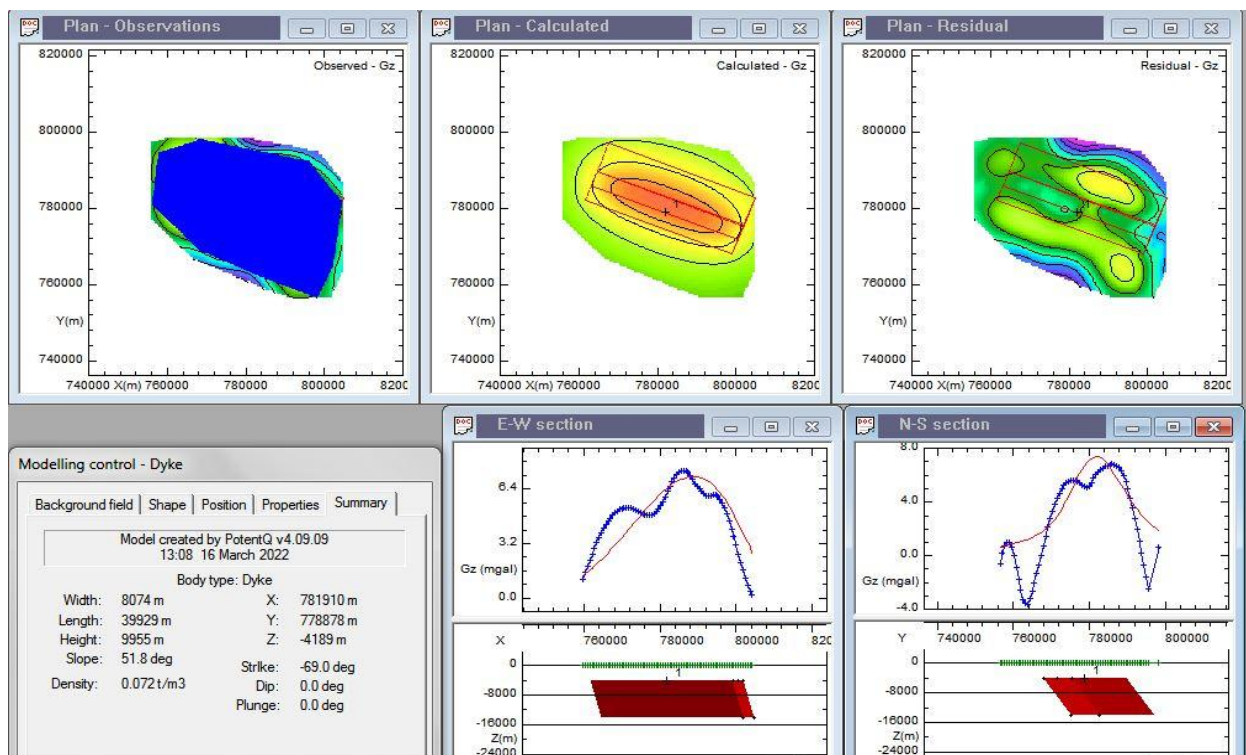 Plan - Observations
820000
Observed - Gz
800000
780000
760000
Y(m)
740000
740000 X(m) 760000 780000 800000 820C
Plan - Calculated
820000
Calculated - Gz
800000
780000
1
760000
Y(m)
740000
740000 X(m) 760000 780000 800000 820C
Plan - Residual
820000
Residual - Gz
800000
780000
1
760000
Y(m)
740000
740000 X(m) 760000 780000 800000 8200
Modelling control - Dyke
Background field Shape Position Properties Summary
Model created by PotentQ v4.09.09
13:08 16 March 2022
Body type: Dyke
Width: 8074 m X: 781910 m
Length: 39929 m Y: 778878 m
Height: 9955 m Z: -4189 m
Slope: 51.8 deg Strike: -69.0 deg
Density: 0.072 t/m3 Dip: 0.0 deg
Plunge: 0.0 deg
E-W section
6.4
3.2
Gz (mgal)
0.0
X 760000 780000 800000 820
0
1
-8000
-16000
Z(m)
-24000
N-S section
8.0
4.0
0.0
Gz (mgal)
-4.0
Y 740000 760000 780000 800000
0
1
-8000
-16000
Z(m)
-24000